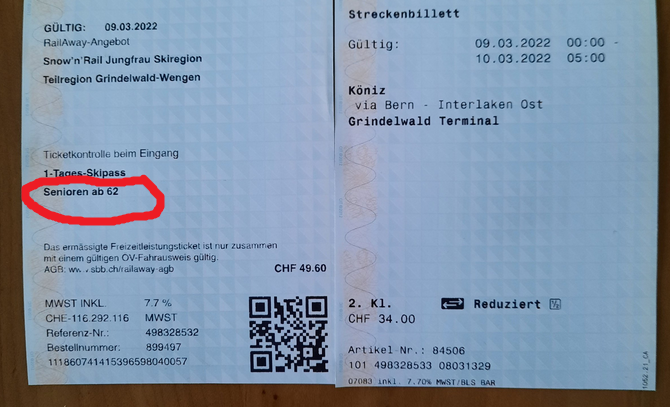 GÜLTIG: 09.03.2022
RailAway-Angebot
Snow'n'Rail Jungfrau Skiregion
Teilregion Grindelwald-Wengen
Ticketkontrolle beim Eingang
1-Tages-Skipass
Senioren ab 62
Das ermässigte Freizeitleistungsticket ist nur zusammen
mit einem gültigen ÖV-Fahrausweis gültig.
AGB: www.sbb.ch/railaway-agb
CHF 49.60
MWST INKL. 7.7 %
CHE-116.292.116 MWST
Referenz-Nr.: 498328532
Bestellnummer: 899497
111860741415396598040057
Streckenbillett
Gültig: 09.03.2022 00:00 -
10.03.2022 05:00
Köniz
via Bern - Interlaken Ost
Grindelwald Terminal
2. Kl. Reduziert ½
CHF 34.00
Artikel Nr.: 84506
101 498328533 08031329
07083 inkl. 7.70% MWST/BLS BAR